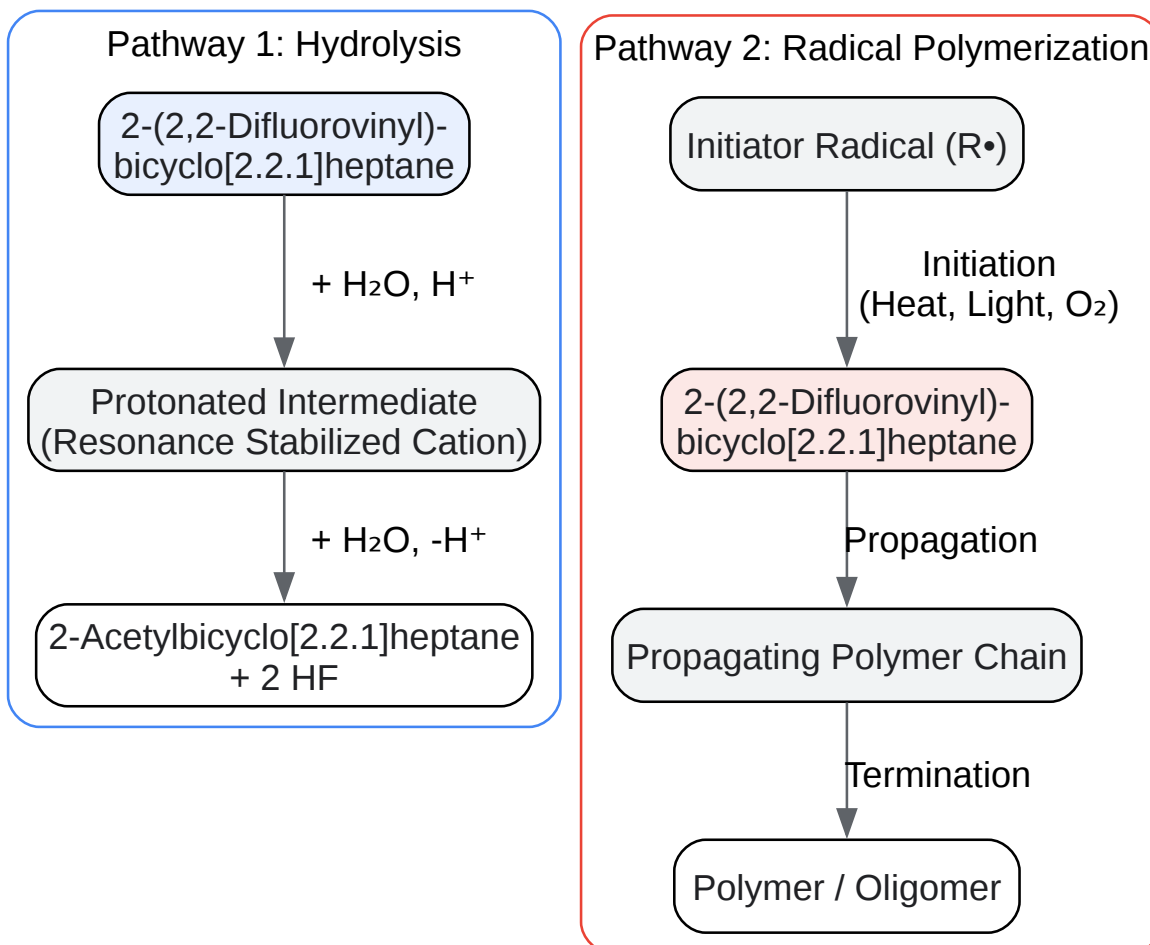 Pathway 1: Hydrolysis
2-(2,2-Difluorovinyl)-
bicyclo[2.2.1]heptane
+ H₂O, H⁺
Protonated Intermediate
(Resonance Stabilized Cation)
+ H₂O, -H⁺
2-Acetylbicyclo[2.2.1]heptane
+ 2 HF
Pathway 2: Radical Polymerization
Initiator Radical (R•)
Initiation
(Heat, Light, O₂)
2-(2,2-Difluorovinyl)-
bicyclo[2.2.1]heptane
Propagation
Propagating Polymer Chain
Termination
Polymer / Oligomer